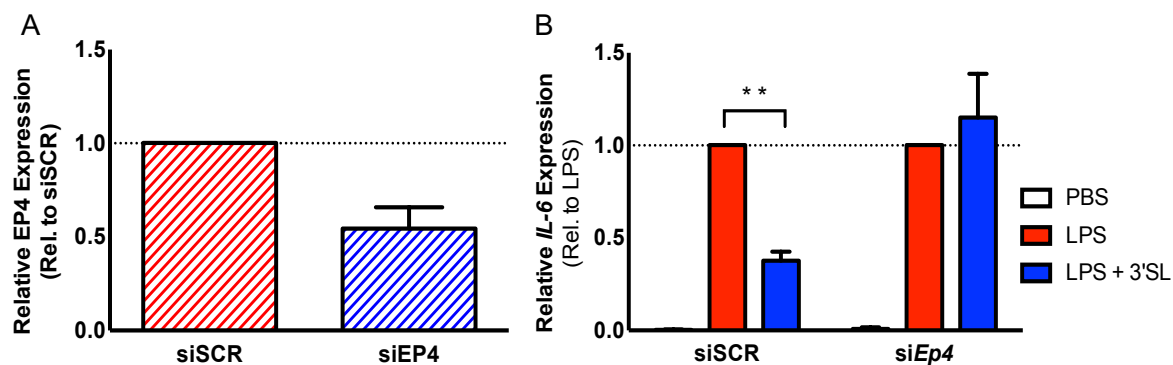 A
Relative EP4 Expression
(Rel. to siSCR)
1.5
1.0
0.5
0.0
siSCR siEP4
B
Relative IL-6 Expression
(Rel. to LPS)
1.5
1.0
0.5
0.0
* *
siSCR siEp4
PBS
LPS
LPS + 3'SL